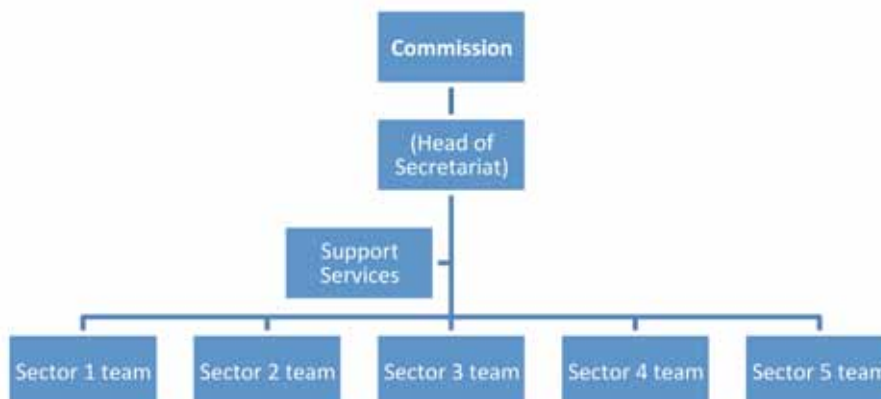 Commission
(Head of
Secretariat)
Support
Services
Sector 1 team
Sector 2 team
Sector 3 team
Sector 4 team
Sector 5 team